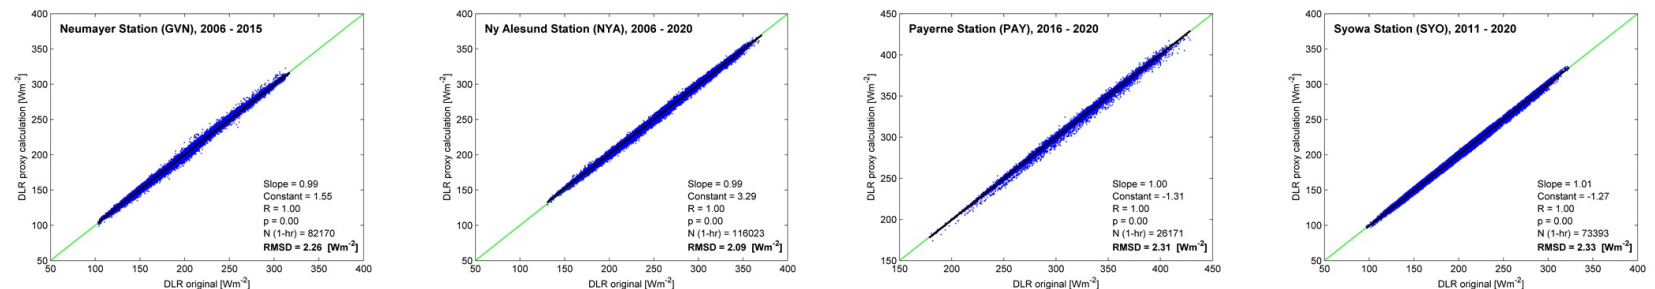 Neumayer Station (GVN), 2006 - 2015
DLR proxy calculation [Wm-2]
400
350
300
250
200
150
100
50
Slope = 0.99
Constant = 1.55
R = 1.00
p = 0.00
N (1-hr) = 82170
RMSD = 2.26 [Wm-2]
50 100 150 200 250 300 350 400
DLR original [Wm-2]
Ny Alesund Station (NYA), 2006 - 2020
DLR proxy calculation [Wm-2]
400
350
300
250
200
150
100
50
Slope = 0.99
Constant = 3.29
R = 1.00
p = 0.00
N (1-hr) = 116023
RMSD = 2.09 [Wm-2]
50 100 150 200 250 300 350 400
DLR original [Wm-2]
Payerne Station (PAY), 2016 - 2020
DLR proxy calculation [Wm-2]
450
400
350
300
250
200
150
Slope = 1.00
Constant = -1.31
R = 1.00
p = 0.00
N (1-hr) = 26171
RMSD = 2.31 [Wm-2]
150 200 250 300 350 400 450
DLR original [Wm-2]
Syowa Station (SYO), 2011 - 2020
DLR proxy calculation [Wm-2]
400
350
300
250
200
150
100
50
Slope = 1.01
Constant = -1.27
R = 1.00
p = 0.00
N (1-hr) = 73393
RMSD = 2.33 [Wm-2]
50 100 150 200 250 300 350 400
DLR original [Wm-2]